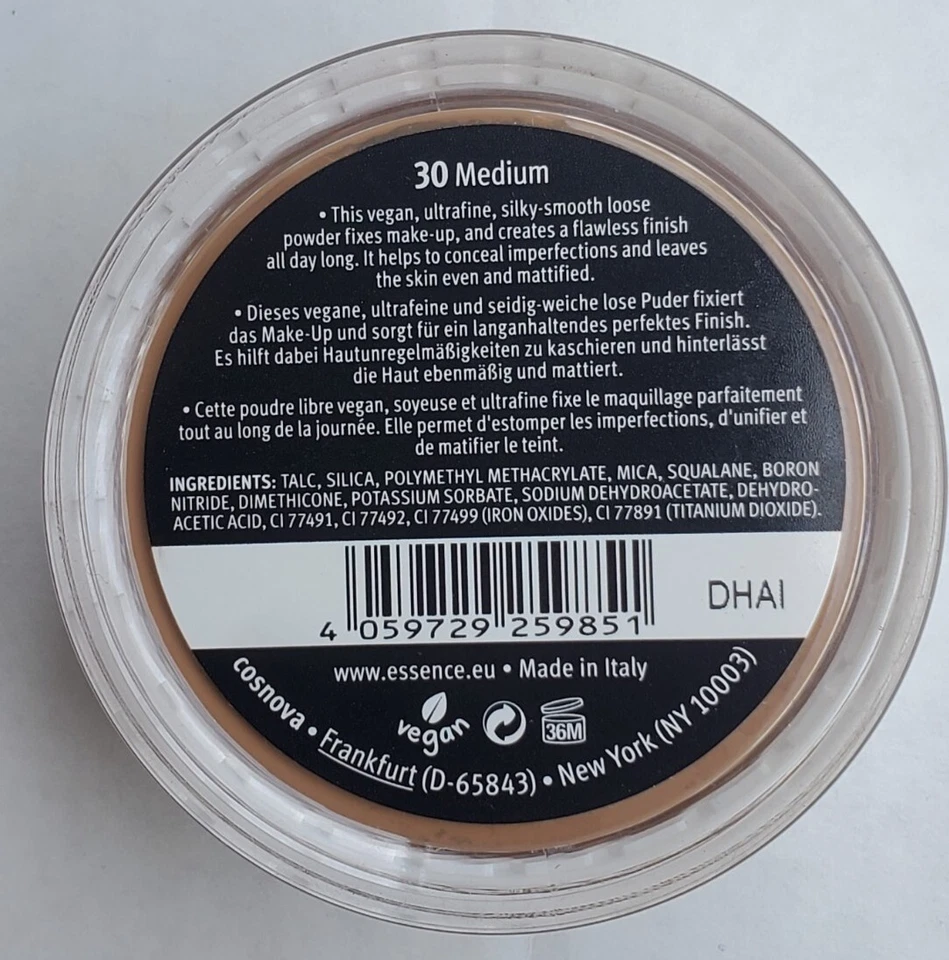 30 Medium
• This vegan, ultrafine, silky-smooth loose
powder fixes make-up, and creates a flawless finish
all day long. It helps to conceal imperfections and leaves
the skin even and mattified.
• Dieses vegane, ultrafeine und seidig-weiche lose Puder fixiert
das Make-Up und sorgt für ein langanhaltendes perfektes Finish.
Es hilft dabei Hautunregelmäßigkeiten zu kaschieren und hinterlässt
die Haut ebenmäßig und mattiert.
• Cette poudre libre vegan, soyeuse et ultrafine fixe le maquillage parfaitement
tout au long de la journée. Elle permet d'estomper les imperfections, d'unifier et
de matifier le teint.
INGREDIENTS: TALC, SILICA, POLYMETHYL METHACRYLATE, MICA, SQUALANE, BORON
NITRIDE, DIMETHICONE, POTASSIUM SORBATE, SODIUM DEHYDROACETATE, DEHYDRO-
ACETIC ACID, CI 77491, CI 77492, CI 77499 (IRON OXIDES), CI 77891 (TITANIUM DIOXIDE).
DHAI
4 059729 259851
www.essence.eu • Made in Italy
vegan
36M
cosnova • Frankfurt (D-65843) • New York (NY 10003)